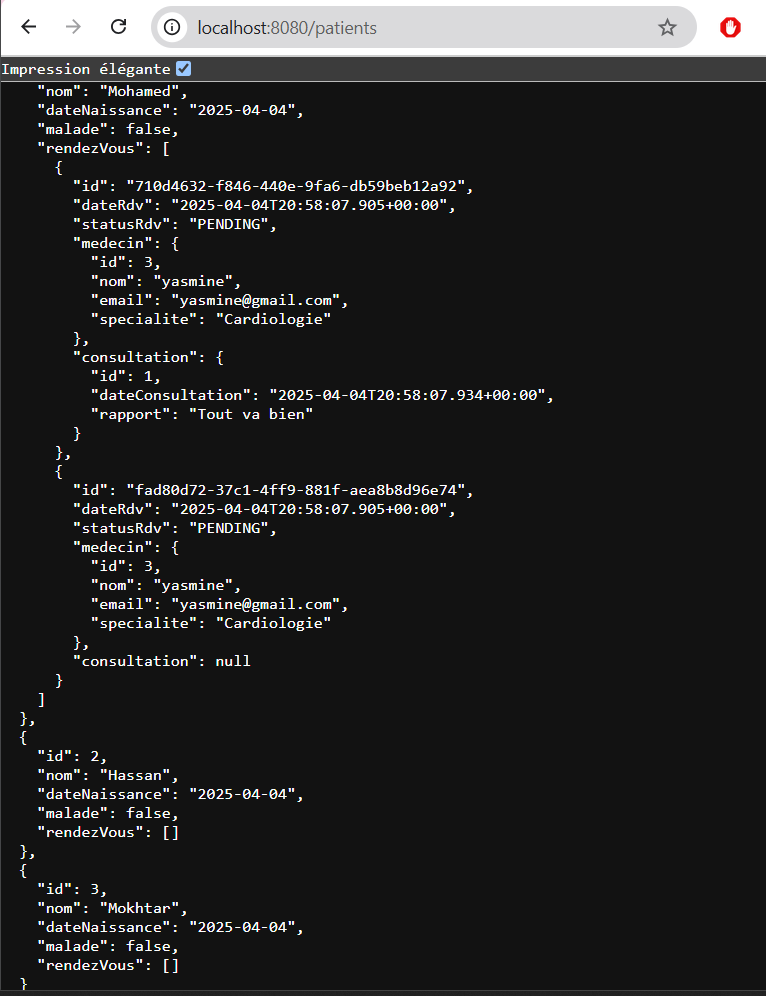 localhost:8080/patients
Impression élégante
    "nom": "Mohamed",
    "dateNaissance": "2025-04-04",
    "malade": false,
    "rendezVous": [
      {
        "id": "710d4632-f846-440e-9fa6-db59beb12a92",
        "dateRdv": "2025-04-04T20:58:07.905+00:00",
        "statusRdv": "PENDING",
        "medecin": {
          "id": 3,
          "nom": "yasmine",
          "email": "yasmine@gmail.com",
          "specialite": "Cardiologie"
        },
        "consultation": {
          "id": 1,
          "dateConsultation": "2025-04-04T20:58:07.934+00:00",
          "rapport": "Tout va bien"
        }
      },
      {
        "id": "fad80d72-37c1-4ff9-881f-aea8b8d96e74",
        "dateRdv": "2025-04-04T20:58:07.905+00:00",
        "statusRdv": "PENDING",
        "medecin": {
          "id": 3,
          "nom": "yasmine",
          "email": "yasmine@gmail.com",
          "specialite": "Cardiologie"
        },
        "consultation": null
      }
    ]
  },
  {
    "id": 2,
    "nom": "Hassan",
    "dateNaissance": "2025-04-04",
    "malade": false,
    "rendezVous": []
  },
  {
    "id": 3,
    "nom": "Mokhtar",
    "dateNaissance": "2025-04-04",
    "malade": false,
    "rendezVous": []
  }